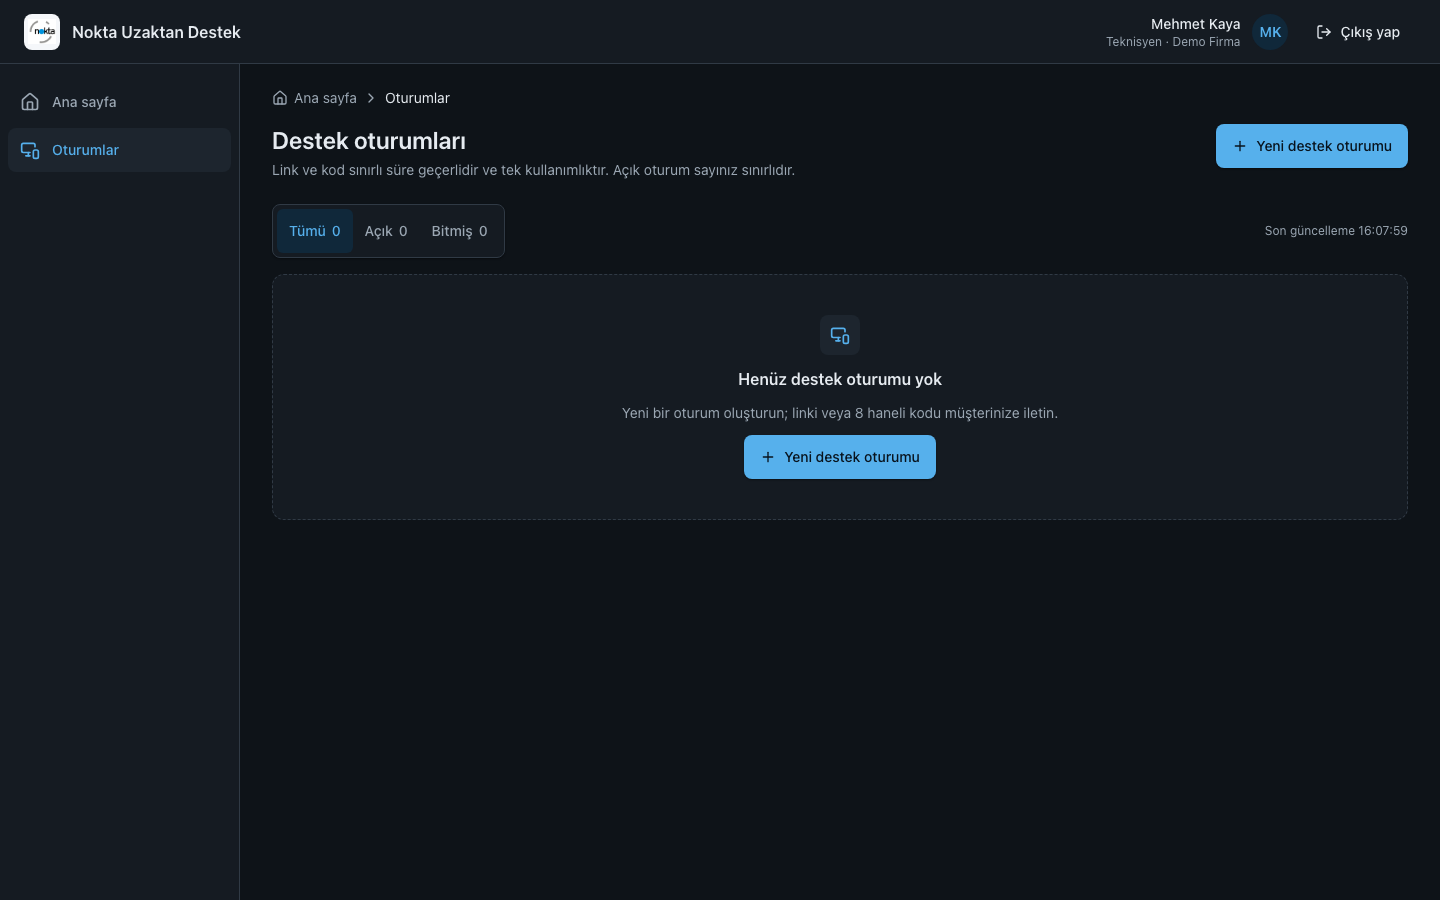 nokta
Nokta Uzaktan Destek
Mehmet Kaya
Teknisyen · Demo Firma
MK
Çıkış yap
Ana sayfa
Oturumlar
Ana sayfa
Oturumlar
Destek oturumları
Link ve kod sınırlı süre geçerlidir ve tek kullanımlıktır. Açık oturum sayınız sınırlıdır.
Yeni destek oturumu
Tümü 0
Açık 0
Bitmiş 0
Son güncelleme 16:07:59
Henüz destek oturumu yok
Yeni bir oturum oluşturun; linki veya 8 haneli kodu müşterinize iletin.
Yeni destek oturumu